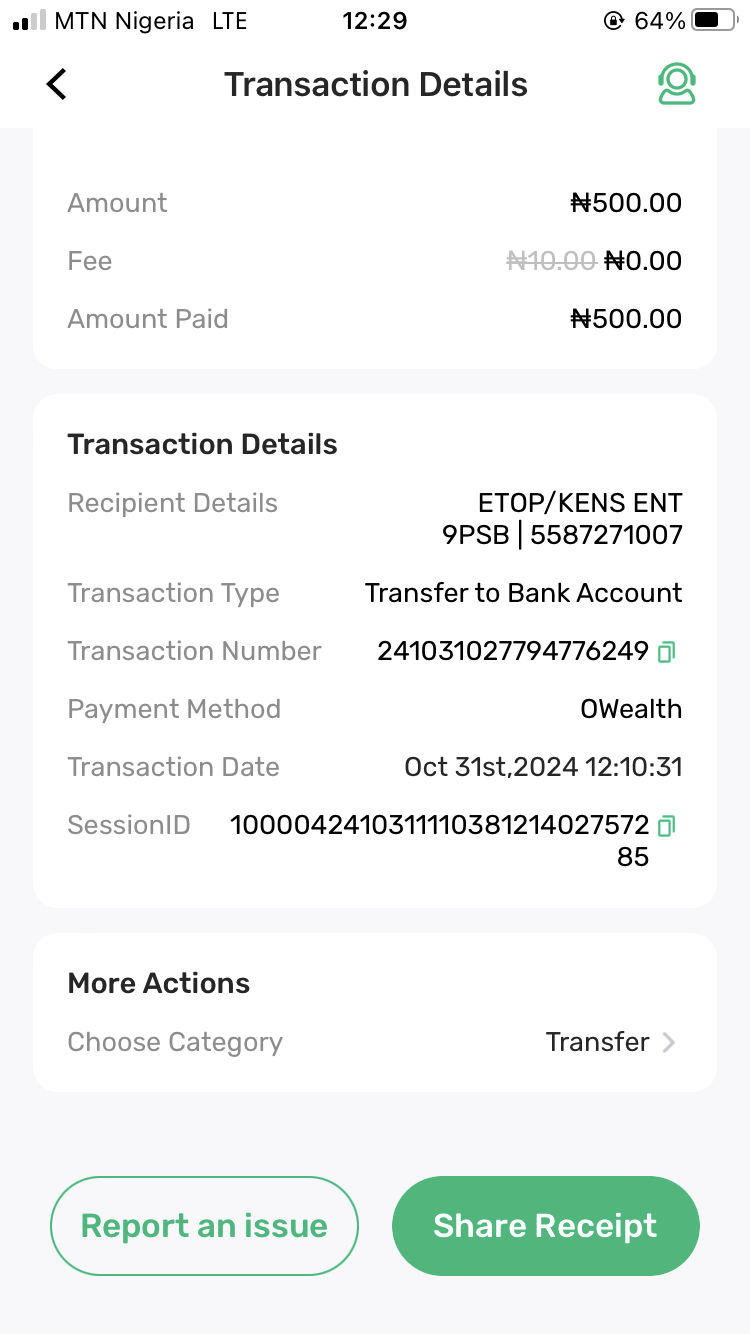 MTN Nigeria LTE 12:29 64%
Transaction Details
Amount ₦500.00
Fee ₦10.00 ₦0.00
Amount Paid ₦500.00
Transaction Details
Recipient Details ETOP/KENS ENT
9PSB | 5587271007
Transaction Type Transfer to Bank Account
Transaction Number 241031027794776249
Payment Method OWealth
Transaction Date Oct 31st,2024 12:10:31
SessionID 1000042410311110381214027572
85
More Actions
Choose Category Transfer
Report an issue Share Receipt